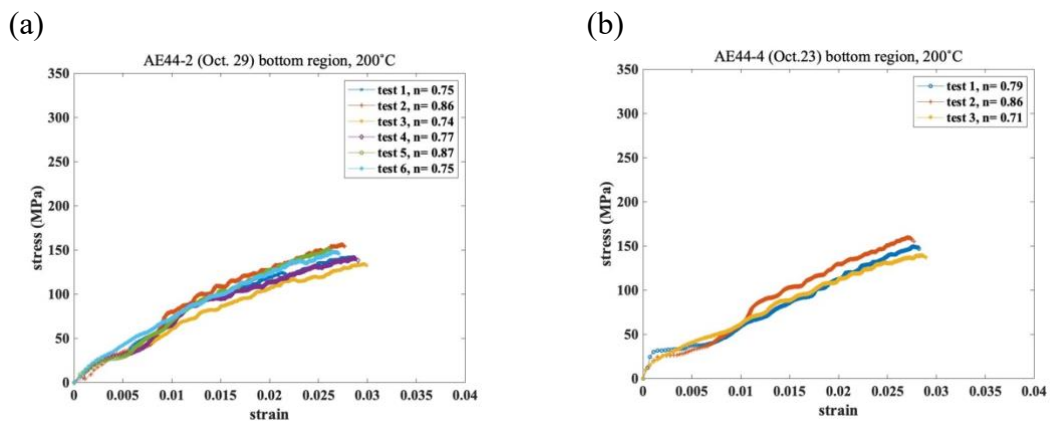 (a)
AE44-2 (Oct. 29) bottom region, 200˚C
350
300
250
200
150
100
50
0
stress (MPa)
test 1, n= 0.75
test 2, n= 0.86
test 3, n= 0.74
test 4, n= 0.77
test 5, n= 0.87
test 6, n= 0.75
0 0.005 0.01 0.015 0.02 0.025 0.03 0.035 0.04
strain
(b)
AE44-4 (Oct.23) bottom region, 200˚C
350
300
250
200
150
100
50
0
stress (MPa)
test 1, n= 0.79
test 2, n= 0.86
test 3, n= 0.71
0 0.005 0.01 0.015 0.02 0.025 0.03 0.035 0.04
strain